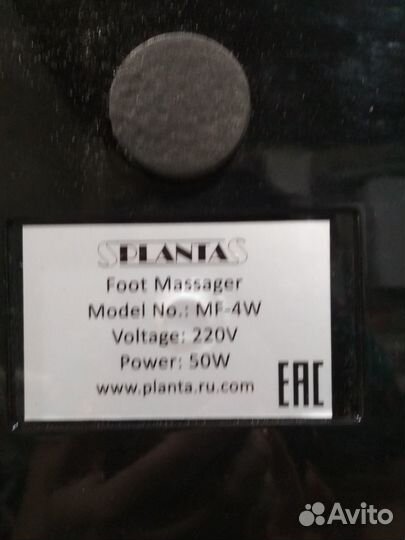 PLANTA
Foot Massager
Model No.: MF-4W
Voltage: 220V
Power: 50W
www.planta.ru.com
EAC
Avito